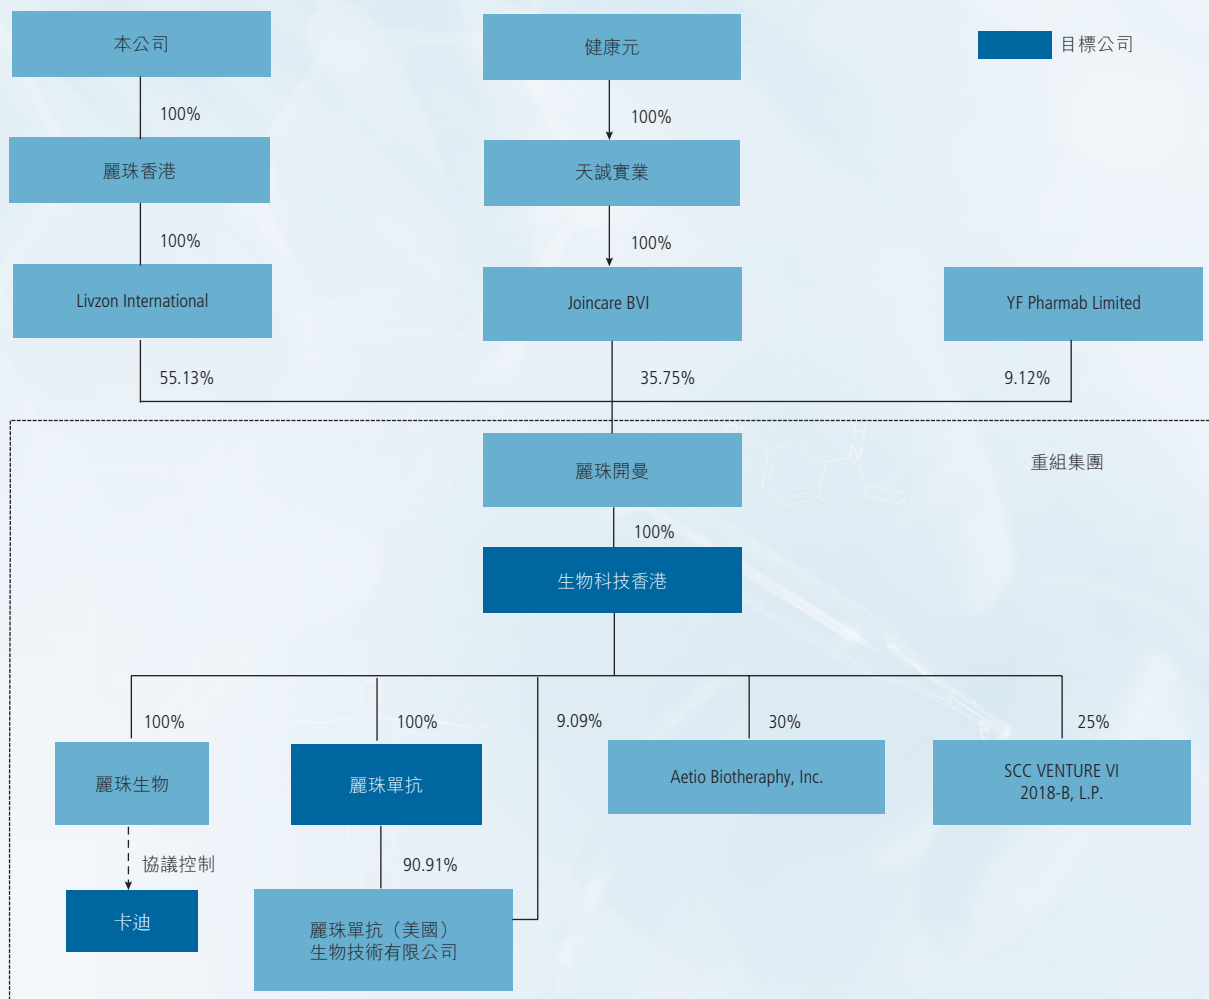 本公司
健康元
目標公司
100%
100%
麗珠香港
天誠實業
100%
100%
Livzon International
Joincare BVI
YF Pharmab Limited
55.13%
35.75%
9.12%
麗珠開曼
重組集團
100%
生物科技香港
100%
100%
9.09%
30%
25%
麗珠生物
麗珠單抗
Aetio Biotheraphy, Inc.
SCC VENTURE VI
2018-B, L.P.
協議控制
90.91%
卡迪
麗珠單抗（美國）
生物技術有限公司